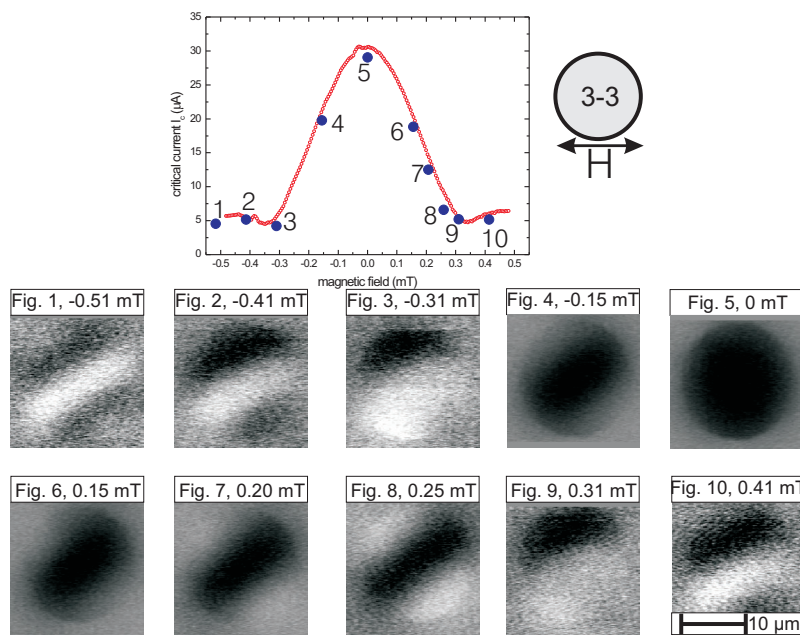 35
30
25
20
15
10
5
0
critical current I_c (µA)
-0.5 -0.4 -0.3 -0.2 -0.1 0.0 0.1 0.2 0.3 0.4 0.5
magnetic field (mT)
1
2
3
4
5
6
7
8
9
10
3-3
H
Fig. 1, -0.51 mT
Fig. 2, -0.41 mT
Fig. 3, -0.31 mT
Fig. 4, -0.15 mT
Fig. 5, 0 mT
Fig. 6, 0.15 mT
Fig. 7, 0.20 mT
Fig. 8, 0.25 mT
Fig. 9, 0.31 mT
Fig. 10, 0.41 mT
10 µm